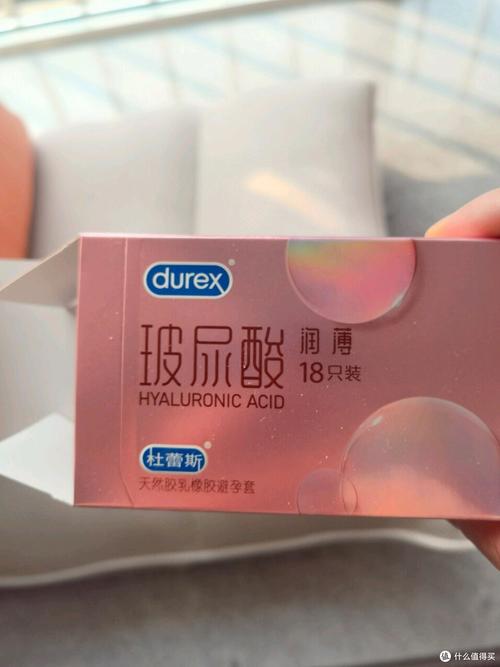 durex
玻尿酸 润薄
18只装
HYALURONIC ACID
杜蕾斯
天然胶乳橡胶避孕套
值 什么值得买